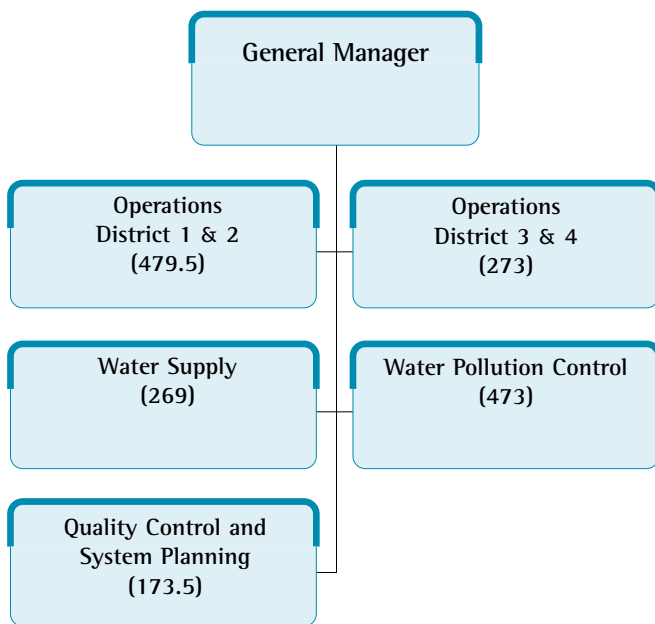 General Manager
Operations
District 1 & 2
(479.5)
Operations
District 3 & 4
(273)
Water Supply
(269)
Water Pollution Control
(473)
Quality Control and
System Planning
(173.5)